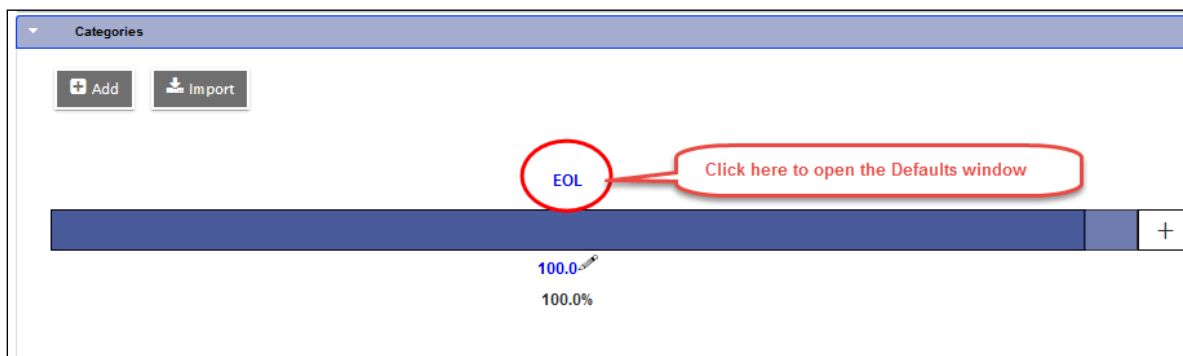 Categories
Add Import
EOL
Click here to open the Defaults window
+
100.0
100.0%